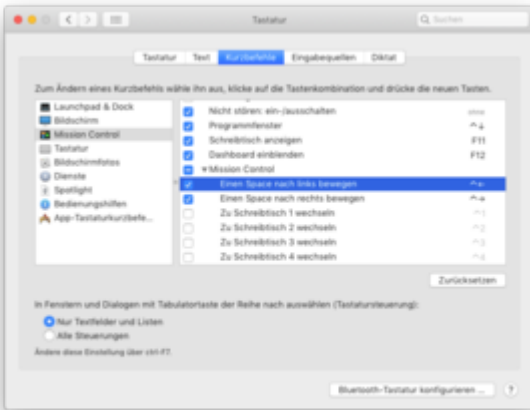 Tastatur
Suchen
Tastatur Text Kurzbefehle Eingabequellen Diktat
Zum Ändern eines Kurzbefehls wähle ihn aus, klicke auf die Tastenkombination und drücke die neuen Tasten.
Launchpad & Dock
Bildschirm
Mission Control
Tastatur
Bildschirmfotos
Dienste
Spotlight
Bedienungshilfen
App-Tastaturkurzbefe...
Nicht stören: ein-/ausschalten ohne
Programmfenster ^↓
Schreibtisch anzeigen F11
Dashboard einblenden F12
Mission Control
Einen Space nach links bewegen ^←
Einen Space nach rechts bewegen ^→
Zu Schreibtisch 1 wechseln ^1
Zu Schreibtisch 2 wechseln ^2
Zu Schreibtisch 3 wechseln ^3
Zu Schreibtisch 4 wechseln ^4
Zurücksetzen
In Fenstern und Dialogen mit Tabulatortaste der Reihe nach auswählen (Tastatursteuerung):
Nur Textfelder und Listen
Alle Steuerungen
Ändere diese Einstellung über ctrl-F7.
Bluetooth-Tastatur konfigurieren ... ?